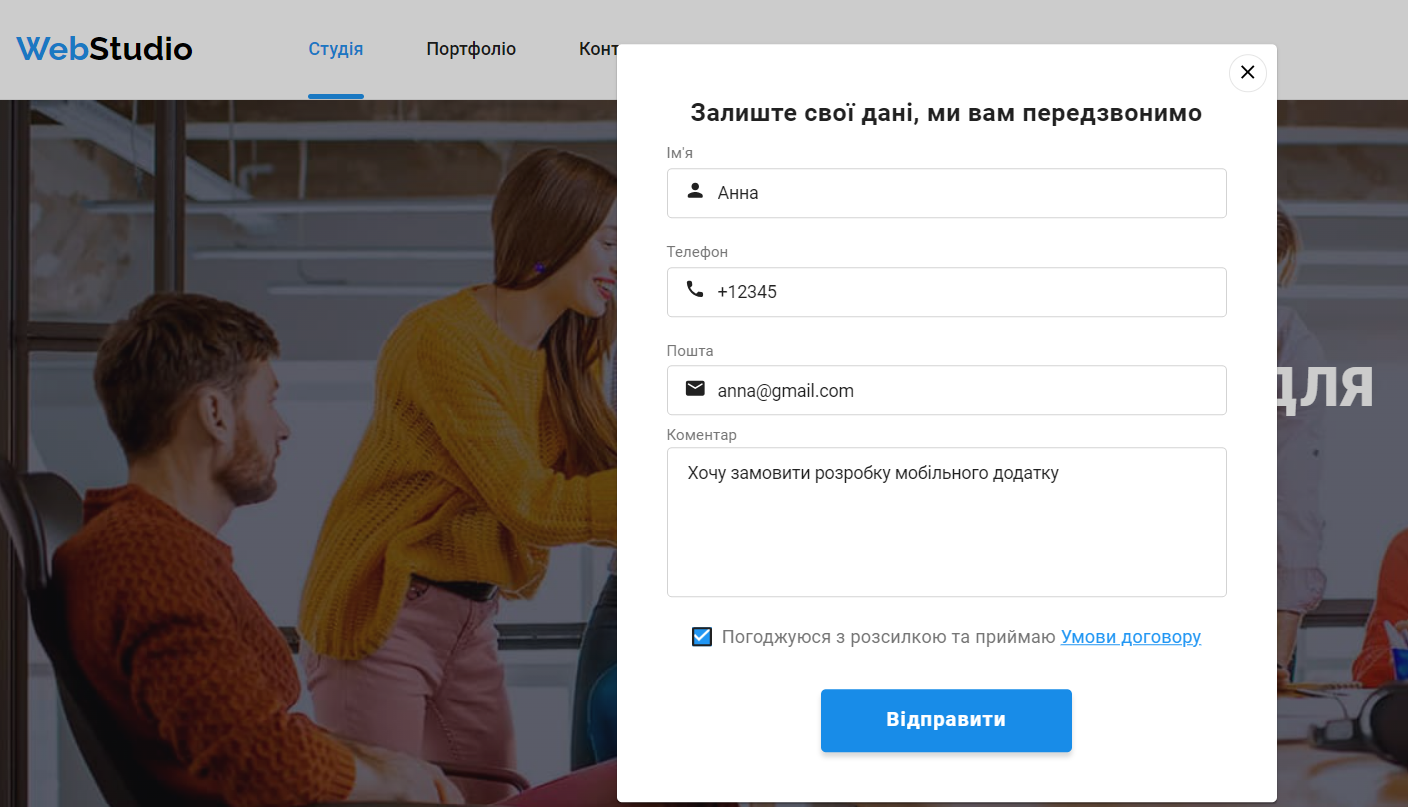 WebStudio
Студія Портфоліо
Залиште свої дані, ми вам передзвонимо
Ім'я
Анна
Телефон
+12345
Пошта
anna@gmail.com
Коментар
Хочу замовити розробку мобільного додатку
Погоджуюся з розсилкою та приймаю Умови договору
Відправити
для